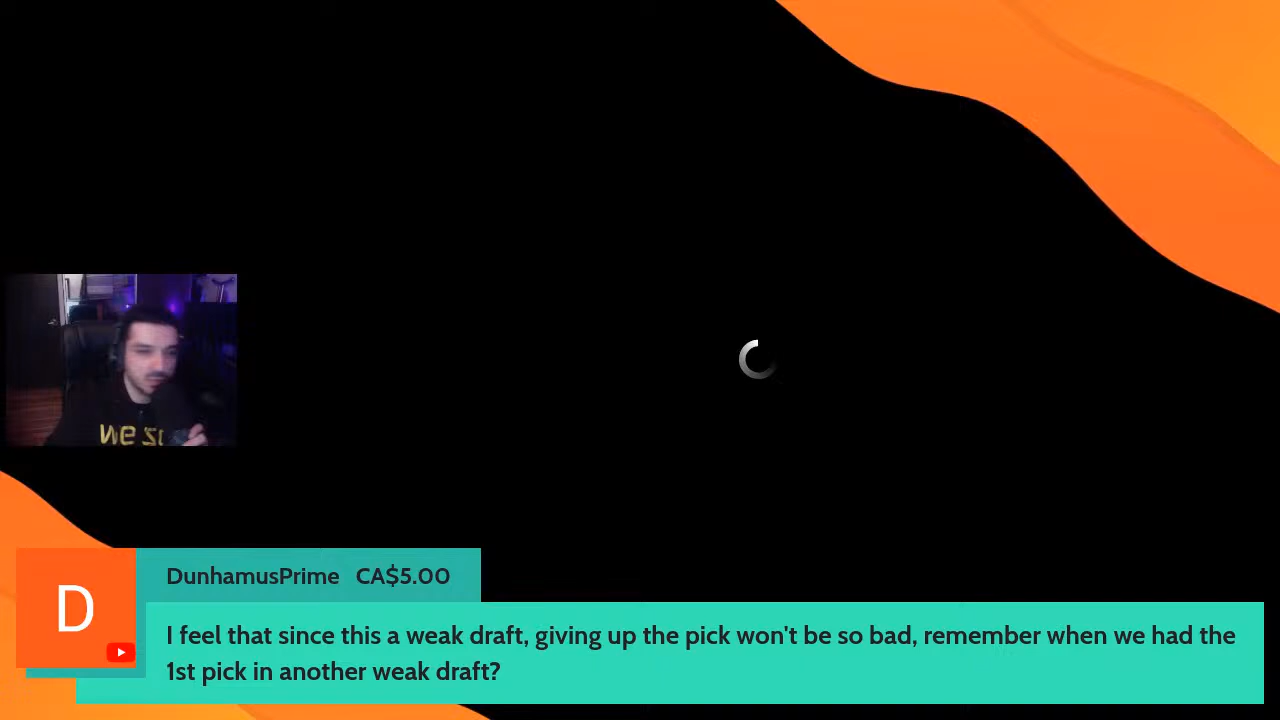 we
D
DunhamusPrime CA$5.00
I feel that since this a weak draft, giving up the pick won't be so bad, remember when we had the
1st pick in another weak draft?